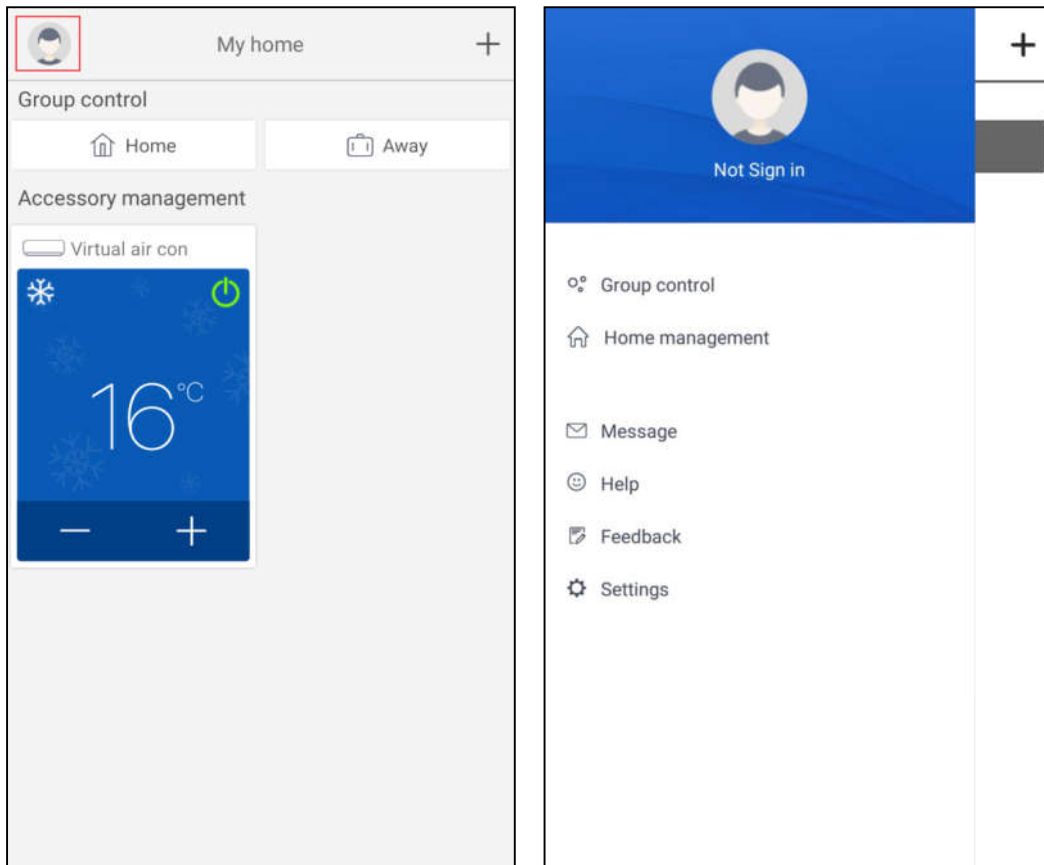 My home
Group control
Home Away
Accessory management
Virtual air con
16°C
Not Sign in
Group control
Home management
Message
Help
Feedback
Settings